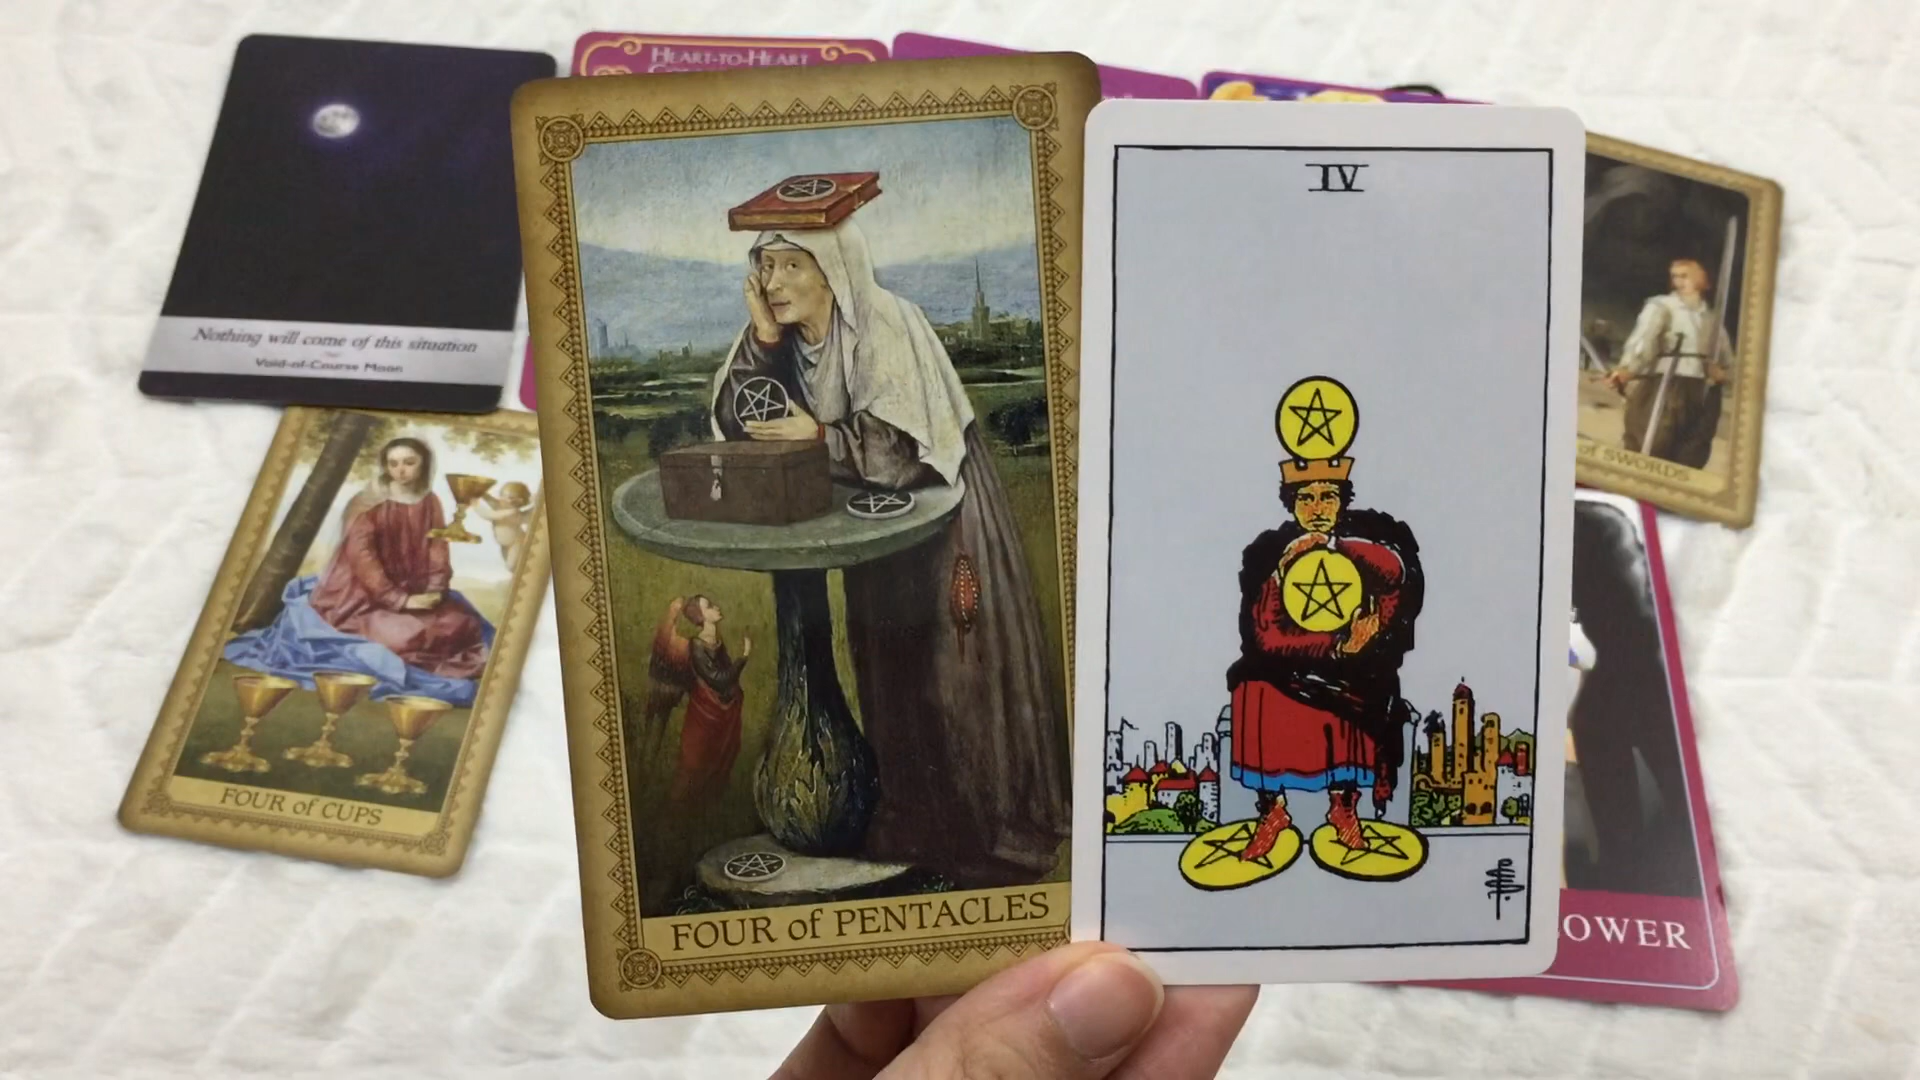 HEART-TO-HEART
IV
Nothing will come of this situation
Void-of-Course Moon
of SWORDS
FOUR of CUPS
FOUR of PENTACLES
OWER